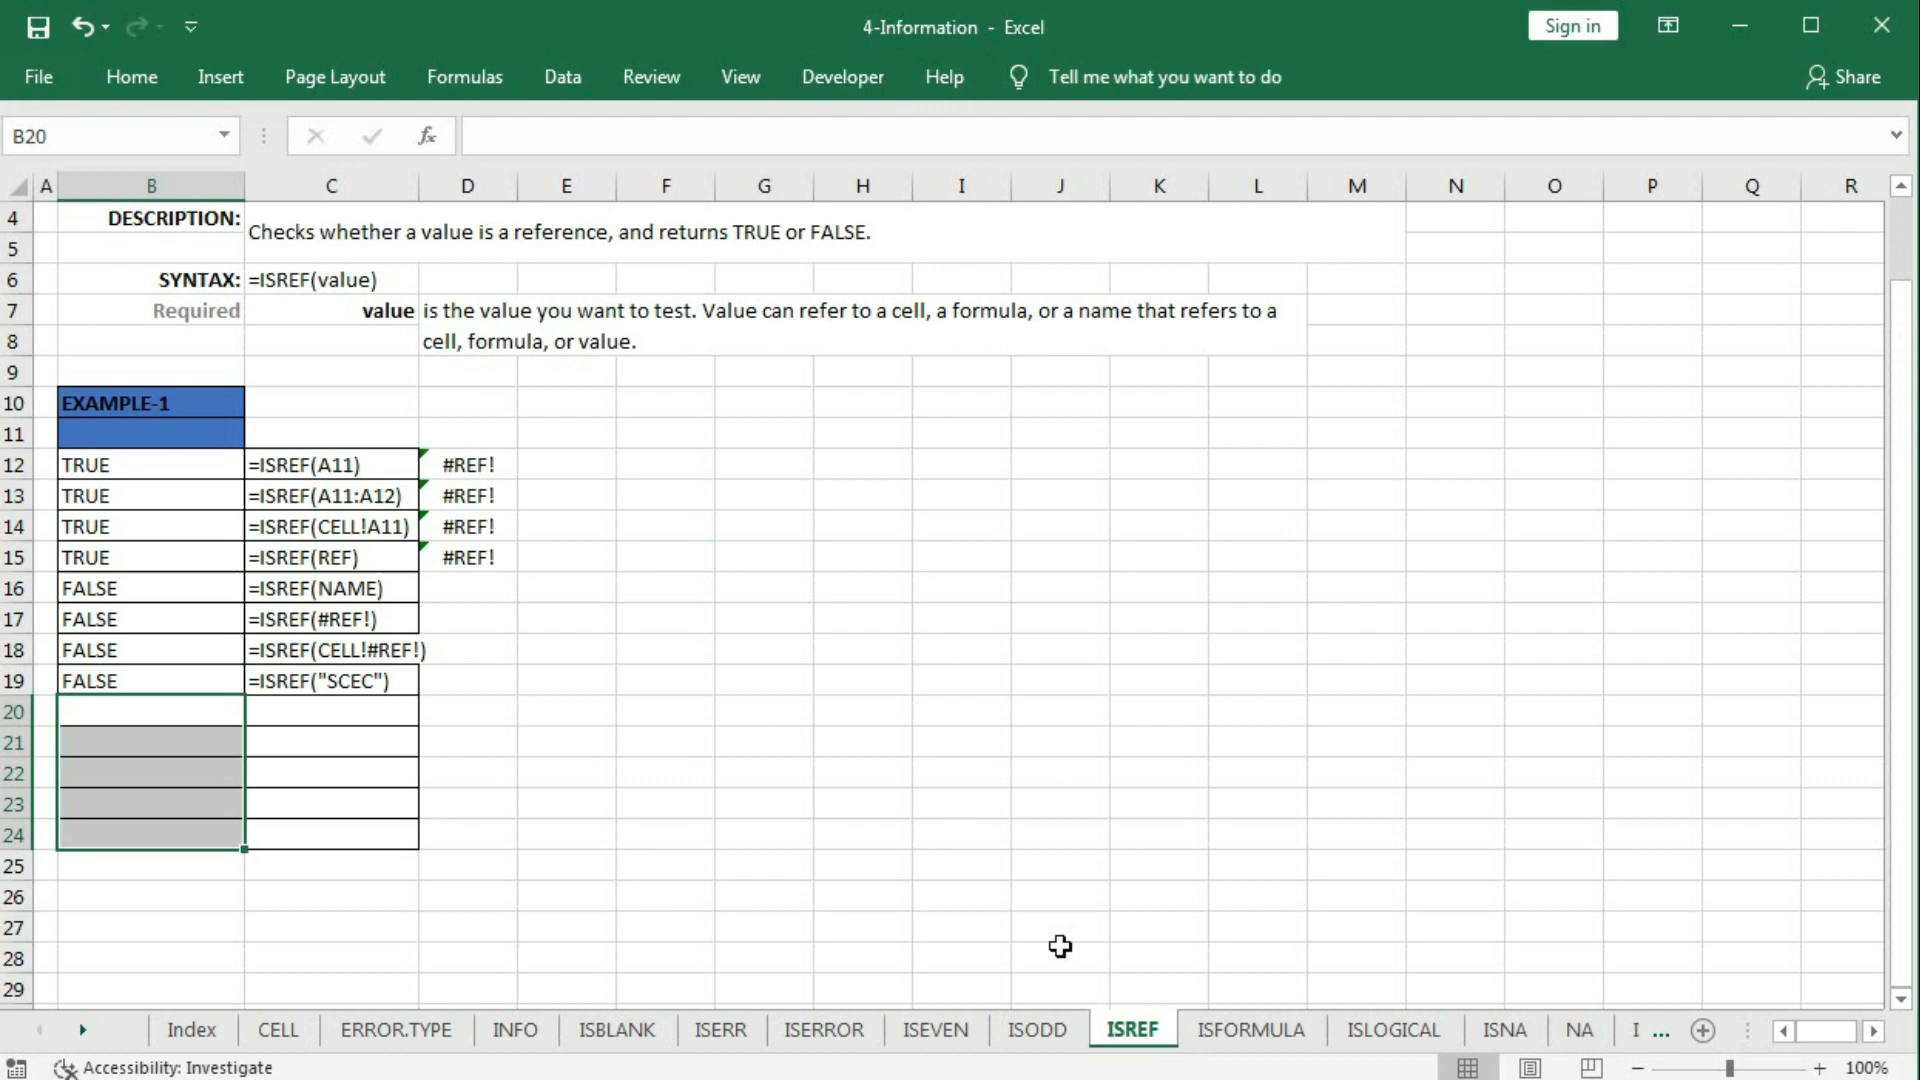 4-Information - Excel
Sign in
File Home Insert Page Layout Formulas Data Review View Developer Help Tell me what you want to do Share
B20 fx
A B C D E F G H I J K L M N O P Q R
4 DESCRIPTION: Checks whether a value is a reference, and returns TRUE or FALSE.
5
6 SYNTAX: =ISREF(value)
7 Required value is the value you want to test. Value can refer to a cell, a formula, or a name that refers to a
8 cell, formula, or value.
9
10 EXAMPLE-1
11
12 TRUE =ISREF(A11) #REF!
13 TRUE =ISREF(A11:A12) #REF!
14 TRUE =ISREF(CELL!A11) #REF!
15 TRUE =ISREF(REF) #REF!
16 FALSE =ISREF(NAME)
17 FALSE =ISREF(#REF!)
18 FALSE =ISREF(CELL!#REF!)
19 FALSE =ISREF("SCEC")
20
21
22
23
24
25
26
27
28
29
Index CELL ERROR.TYPE INFO ISBLANK ISERR ISERROR ISEVEN ISODD ISREF ISFORMULA ISLOGICAL ISNA NA I ...
Accessibility: Investigate 100%